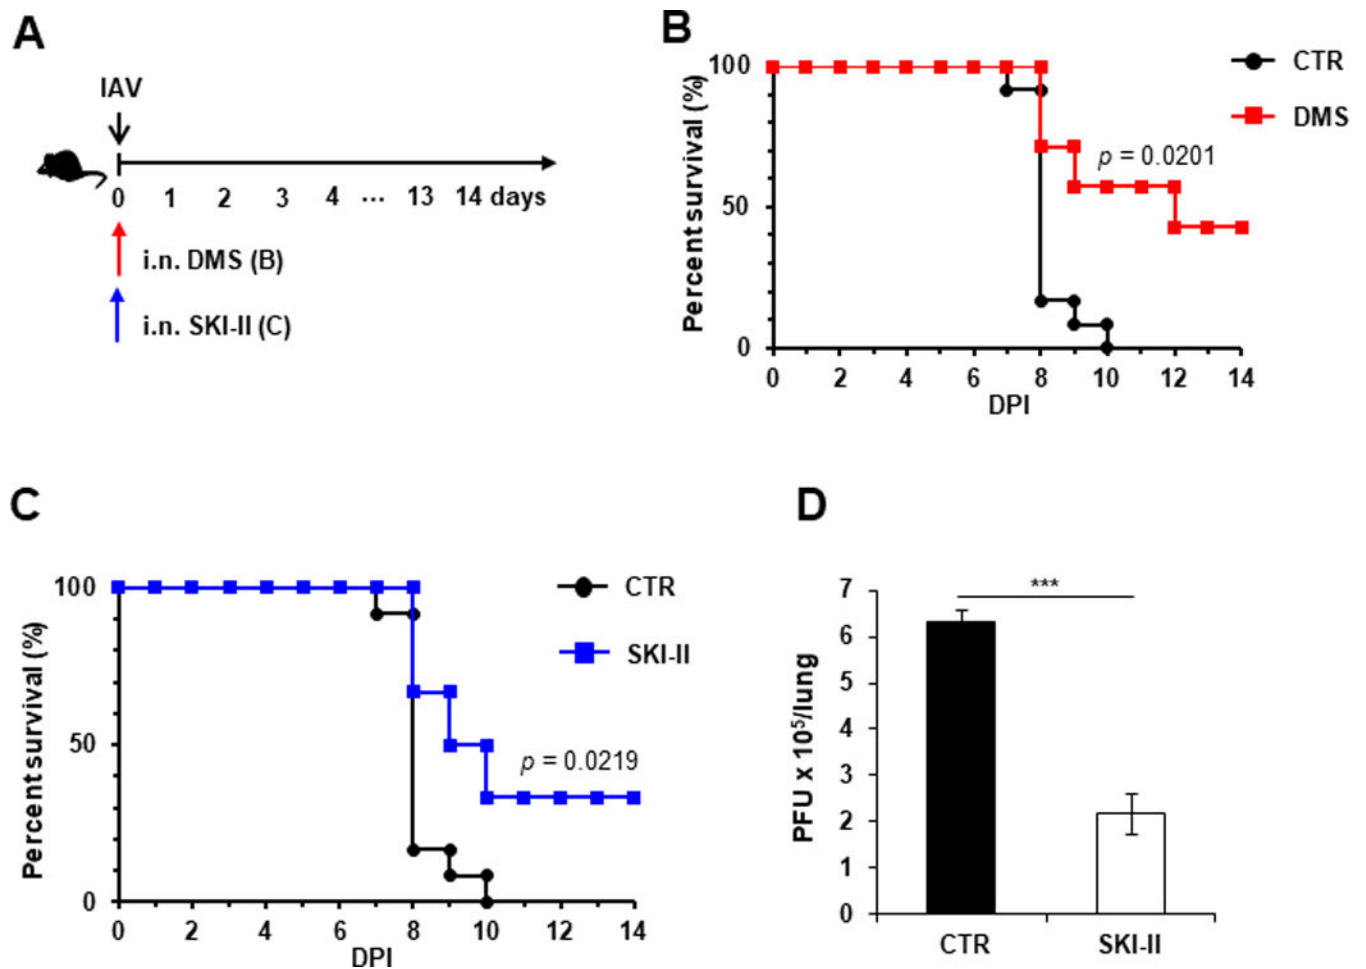 A
IAV
0 1 2 3 4 ... 13 14 days
i.n. DMS (B)
i.n. SKI-II (C)
B
Percent survival (%)
100
50
0
0 2 4 6 8 10 12 14
DPI
CTR
DMS
p = 0.0201
C
Percent survival (%)
100
50
0
0 2 4 6 8 10 12 14
DPI
CTR
SKI-II
p = 0.0219
D
PFU x 10⁵/lung
7
6
5
4
3
2
1
0
***
CTR SKI-II